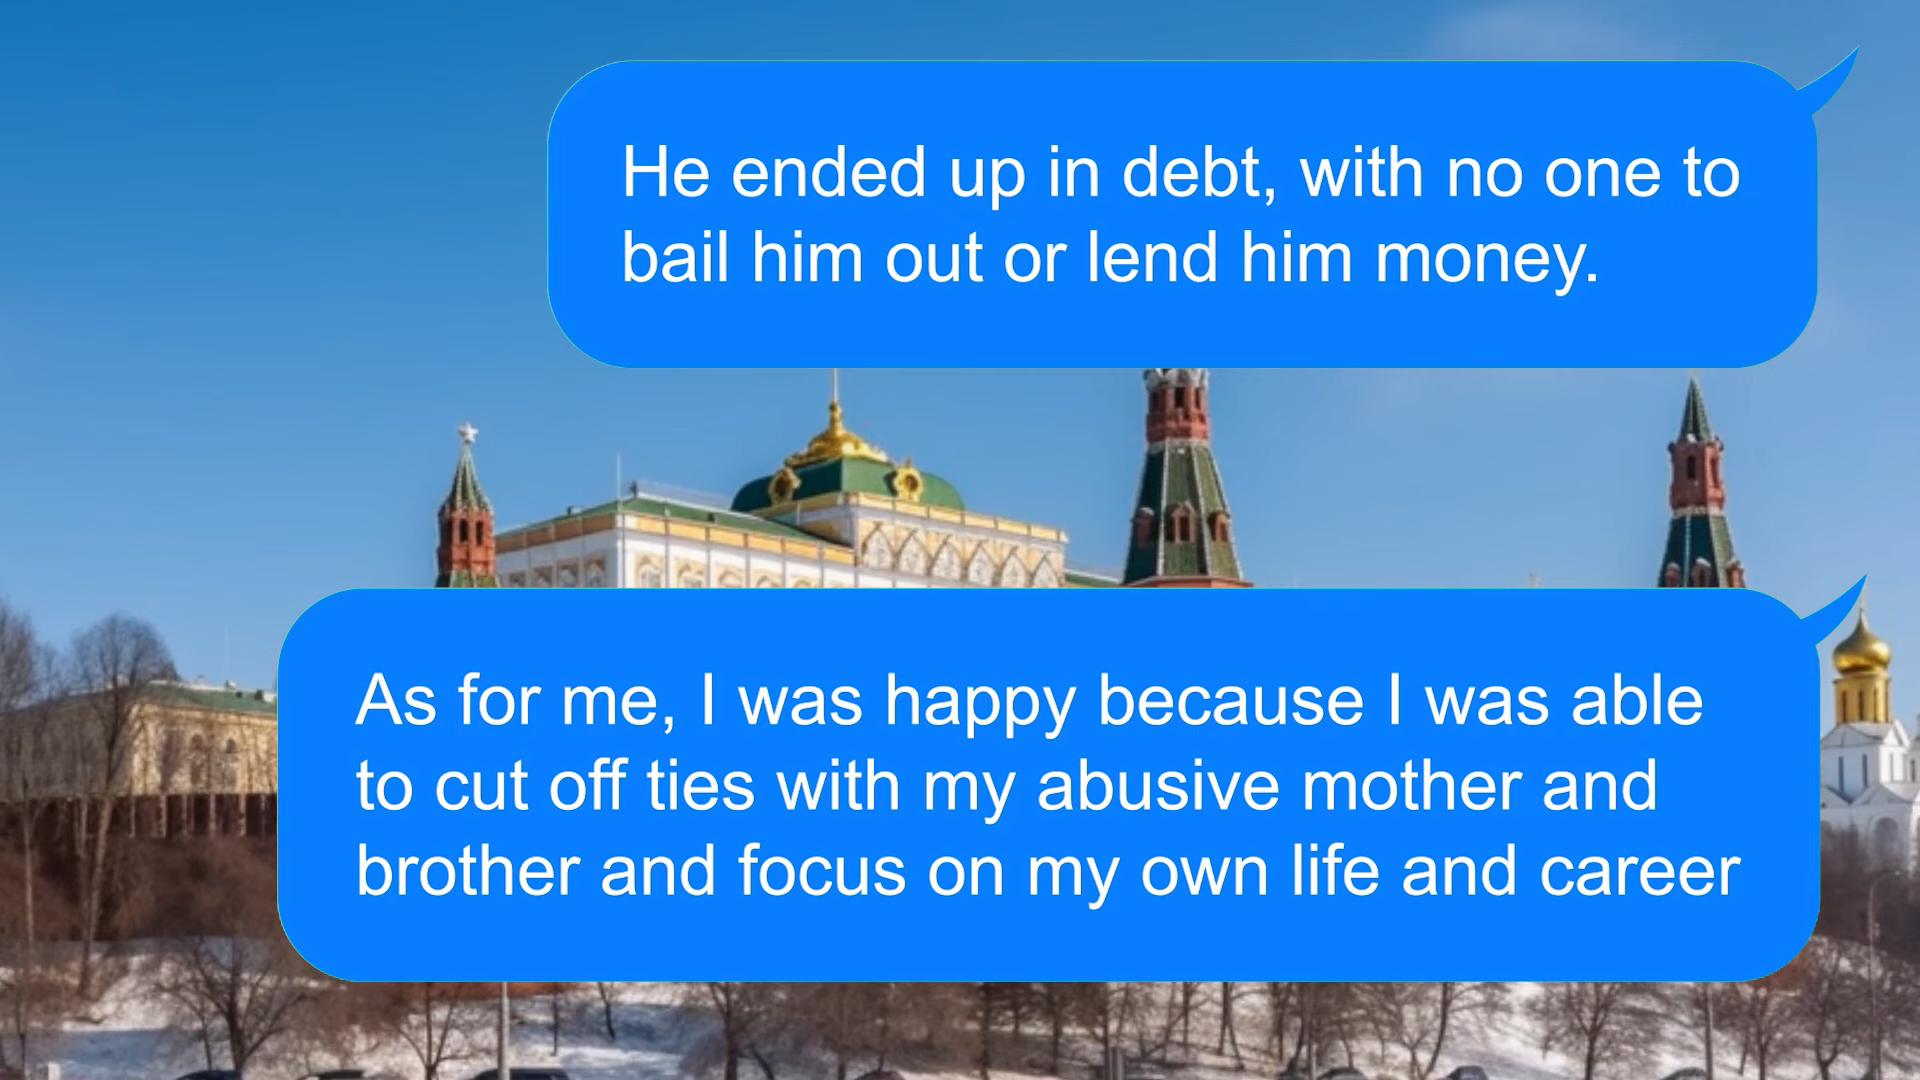 He ended up in debt, with no one to
bail him out or lend him money.
As for me, I was happy because I was able
to cut off ties with my abusive mother and
brother and focus on my own life and career